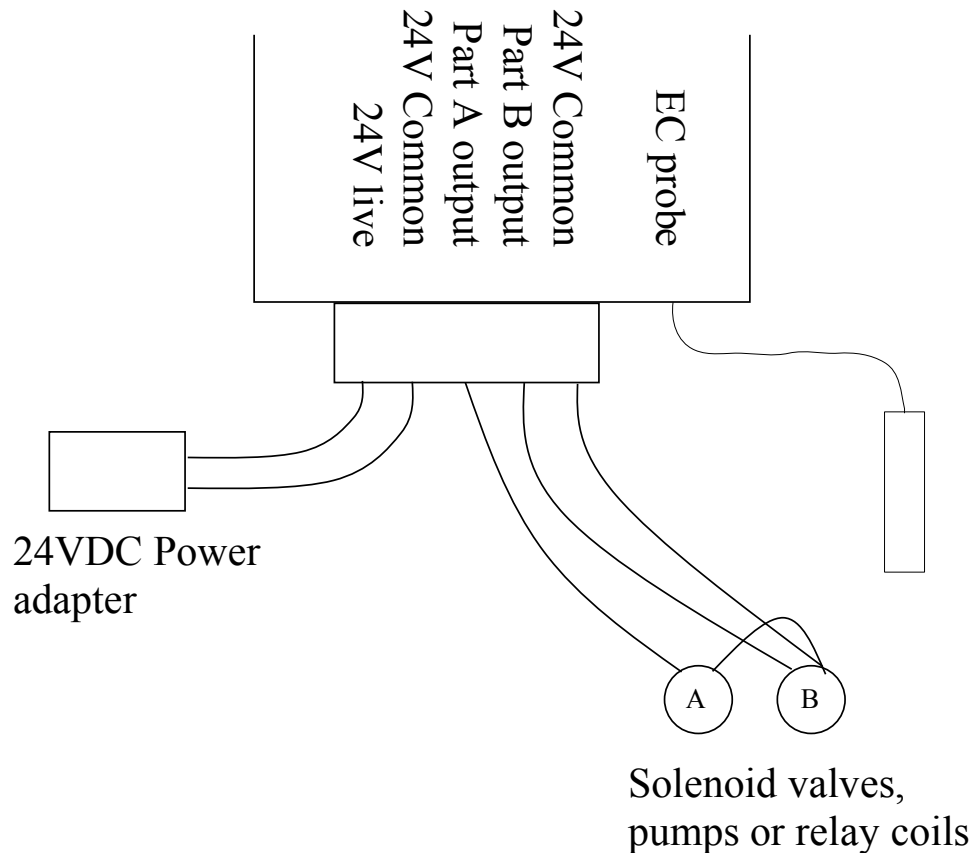 24V live
24V Common
Part A output
Part B output
24V Common
EC probe
24VDC Power
adapter
A
B
Solenoid valves,
pumps or relay coils